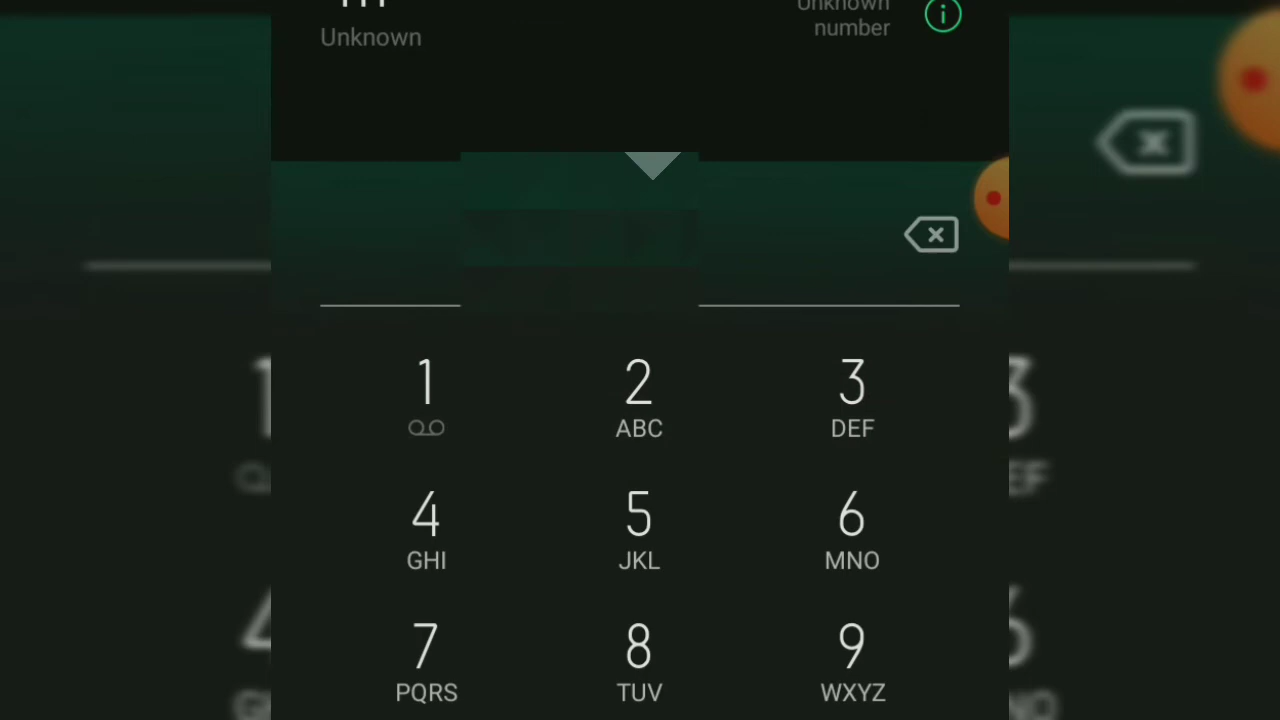 Unknown
number
Unknown
1 2 3
ABC DEF
4 5 6
GHI JKL MNO
7 8 9
PQRS TUV WXYZ